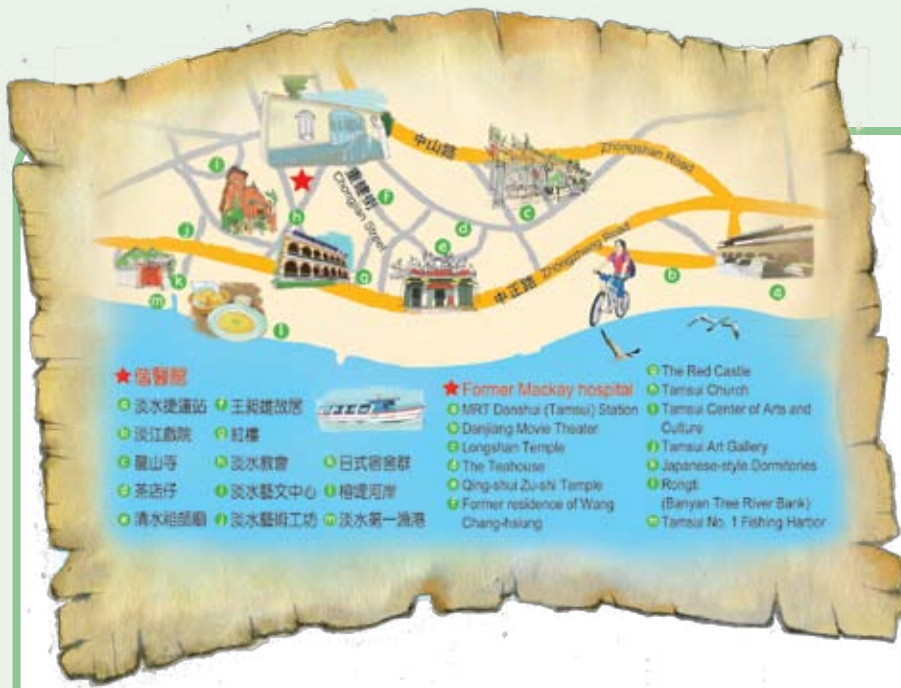 中山路
Zhongshan Road
重建街
Chongjian Street
中正路 Zhongzheng Road
i
f
h
d
c
e
j
g
b
k
a
m
l
★偕醫館
a 淡水捷運站
b 淡江戲院
c 龍山寺
d 茶店仔
e 清水祖師廟
f 王昶雄故居
g 紅樓
h 淡水教會
i 淡水藝文中心
j 淡水藝術工坊
k 日式宿舍群
l 榕堤河岸
m 淡水第一漁港
★Former Mackay hospital
a MRT Danshui (Tamsui) Station
b Danjiang Movie Theater
c Longshan Temple
d The Teahouse
e Qing-shui Zu-shi Temple
f Former residence of Wang
Chang-hsiung
g The Red Castle
h Tamsui Church
i Tamsui Center of Arts and
Culture
j Tamsui Art Gallery
k Japanese-style Dormitories
l Rongti
(Banyan Tree River Bank)
m Tamsui No. 1 Fishing Harbor